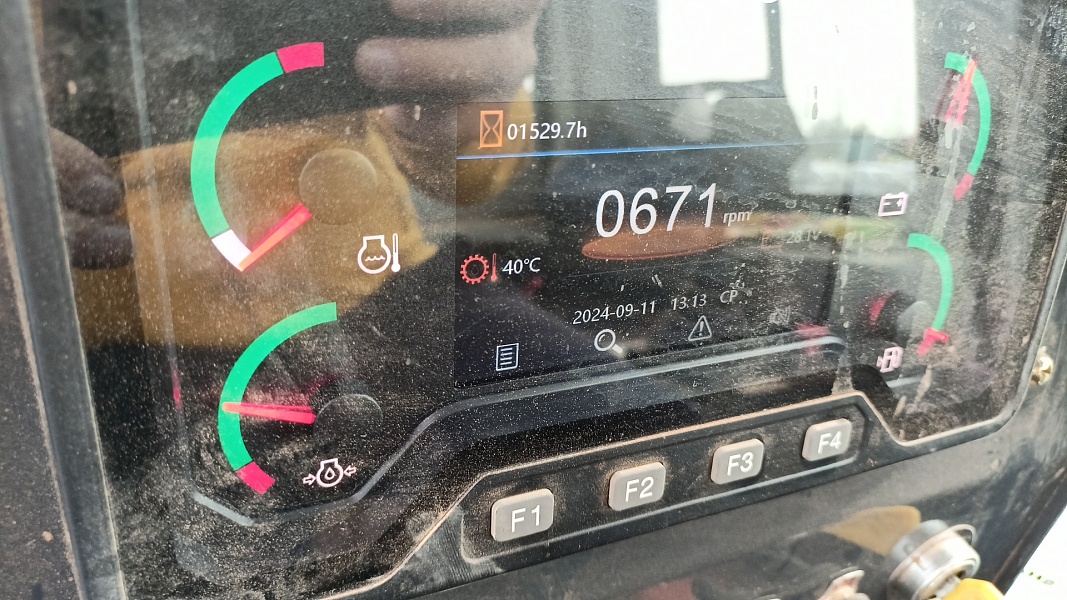 01529.7h
0671 rpm
40°C
2024-09-11 13:13 CP
F1 F2 F3 F4